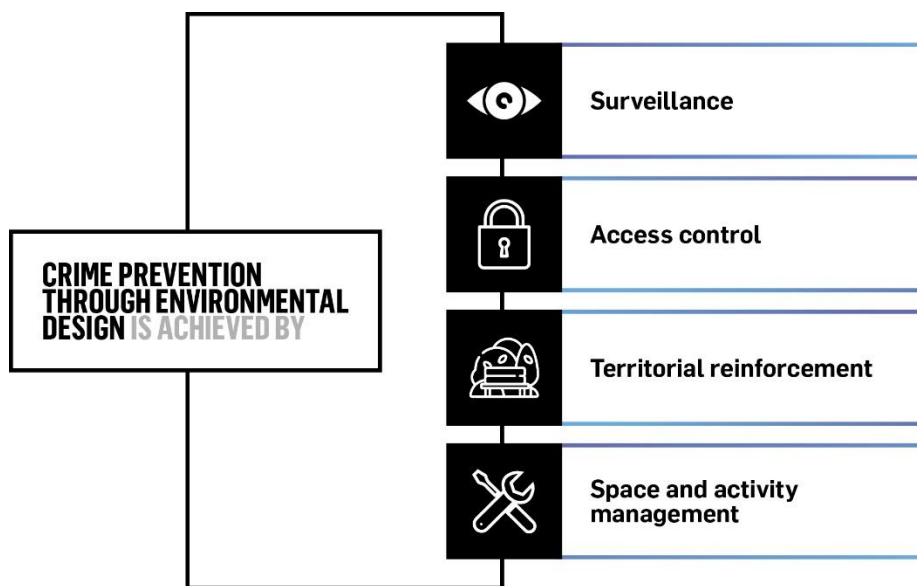 CRIME PREVENTION
THROUGH ENVIRONMENTAL
DESIGN IS ACHIEVED BY
Surveillance
Access control
Territorial reinforcement
Space and activity
management